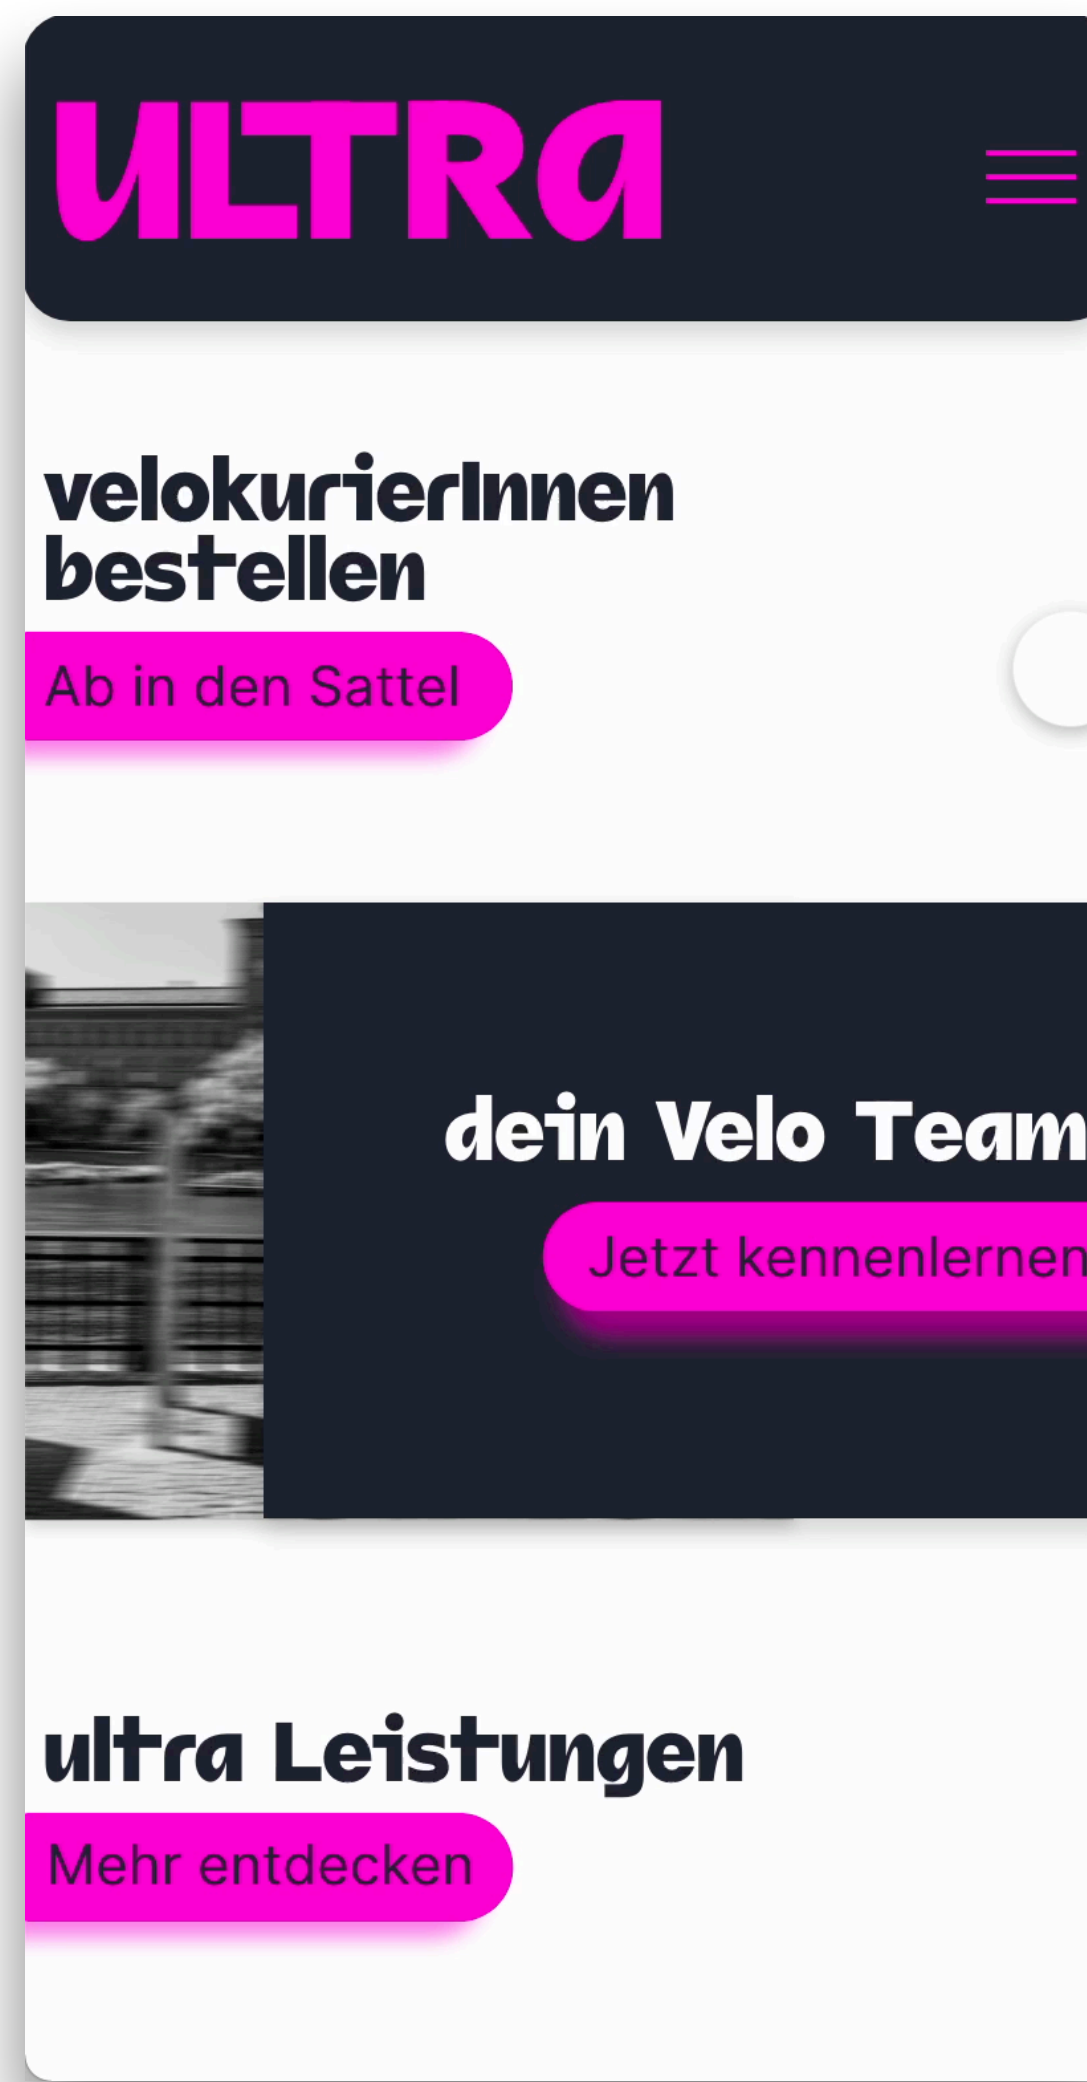 ULTRa
velokurierInnen
bestellen
Ab in den Sattel
dein Velo Team
Jetzt kennenlernen
ultra Leistungen
Mehr entdecken